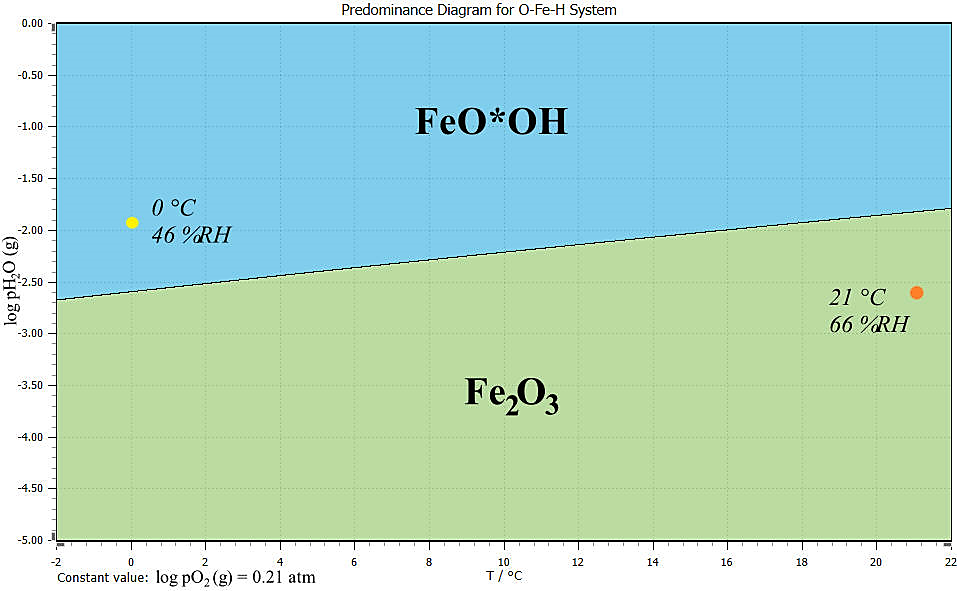 Predominance Diagram for O-Fe-H System
0.00
-0.50
-1.00
-1.50
-2.00
-2.50
-3.00
-3.50
-4.00
-4.50
-5.00
log pH₂O (g)
FeO*OH
0 °C
46 %RH
21 °C
66 %RH
Fe₂O₃
-2 0 2 4 6 8 10 12 14 16 18 20 22
T / °C
Constant value: log pO₂ (g) = 0.21 atm